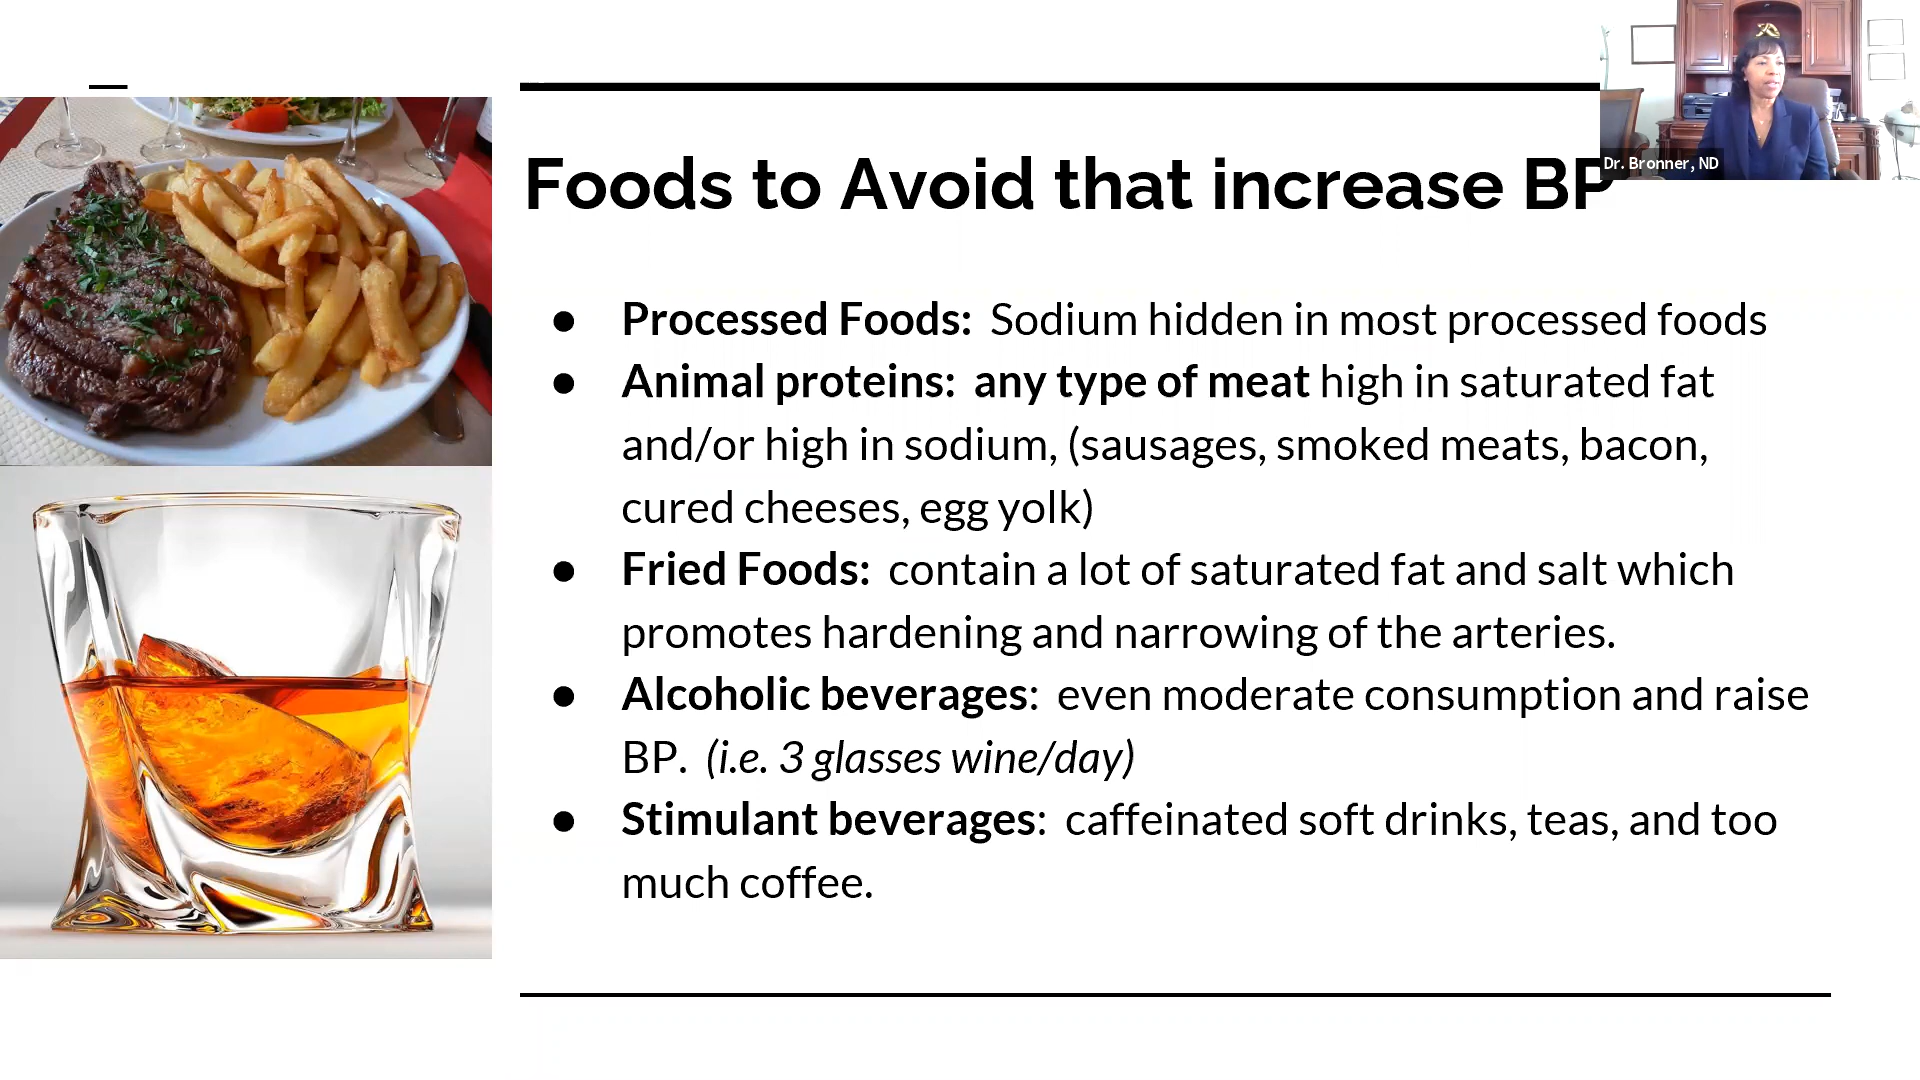 Dr. Bronner, ND
Foods to Avoid that increase BP
● Processed Foods: Sodium hidden in most processed foods
● Animal proteins: any type of meat high in saturated fat
and/or high in sodium, (sausages, smoked meats, bacon,
cured cheeses, egg yolk)
● Fried Foods: contain a lot of saturated fat and salt which
promotes hardening and narrowing of the arteries.
● Alcoholic beverages: even moderate consumption and raise
BP. (i.e. 3 glasses wine/day)
● Stimulant beverages: caffeinated soft drinks, teas, and too
much coffee.